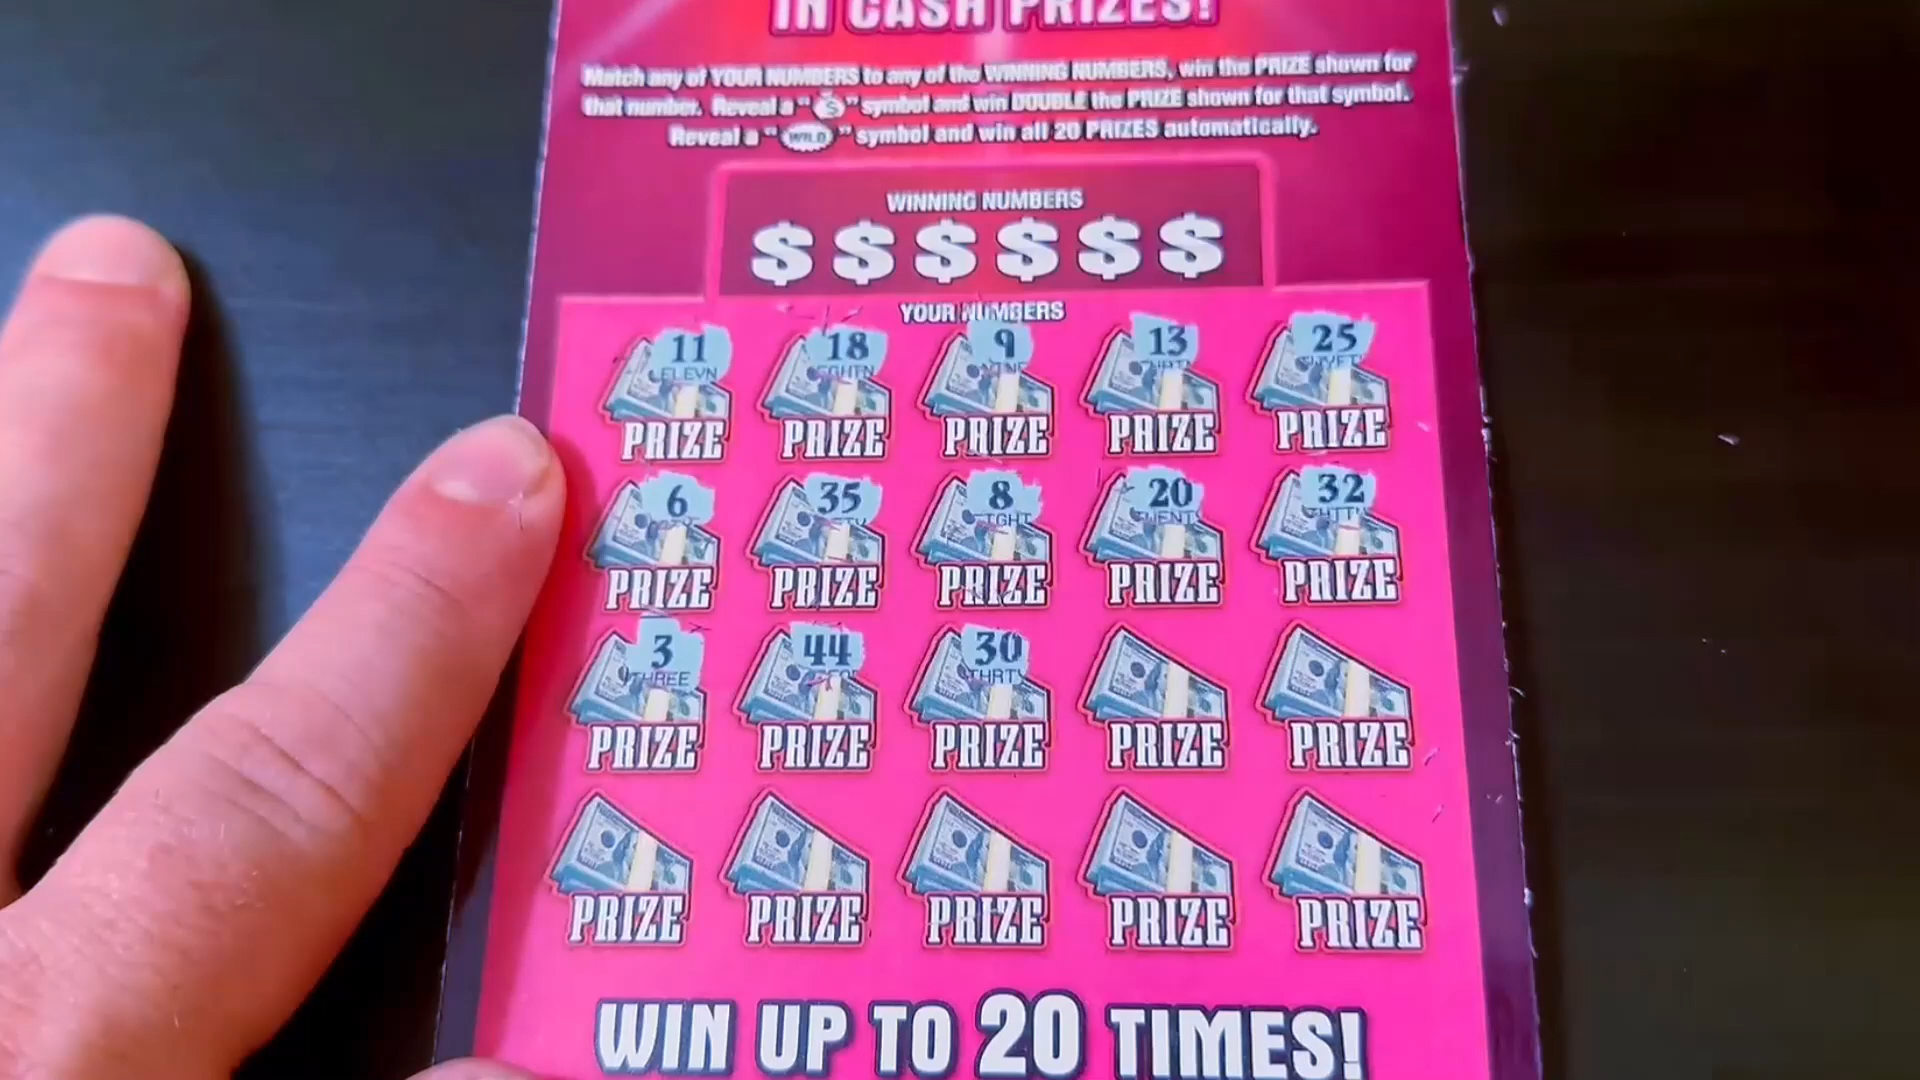 IN CASH PRIZES!
Match any of YOUR NUMBERS to any of the WINNING NUMBERS, win the PRIZE shown for
that number. Reveal a " $ " symbol and win DOUBLE the PRIZE shown for that symbol.
Reveal a " WILD " symbol and win all 20 PRIZES automatically.
WINNING NUMBERS
$ $ $ $ $ $
YOUR NUMBERS
11 18 9 13 25
ELEVN
PRIZE PRIZE PRIZE PRIZE PRIZE
6 35 8 20 32
PRIZE PRIZE PRIZE PRIZE PRIZE
3 44 30
THREE THRTY
PRIZE PRIZE PRIZE PRIZE PRIZE
PRIZE PRIZE PRIZE PRIZE PRIZE
WIN UP TO 20 TIMES!